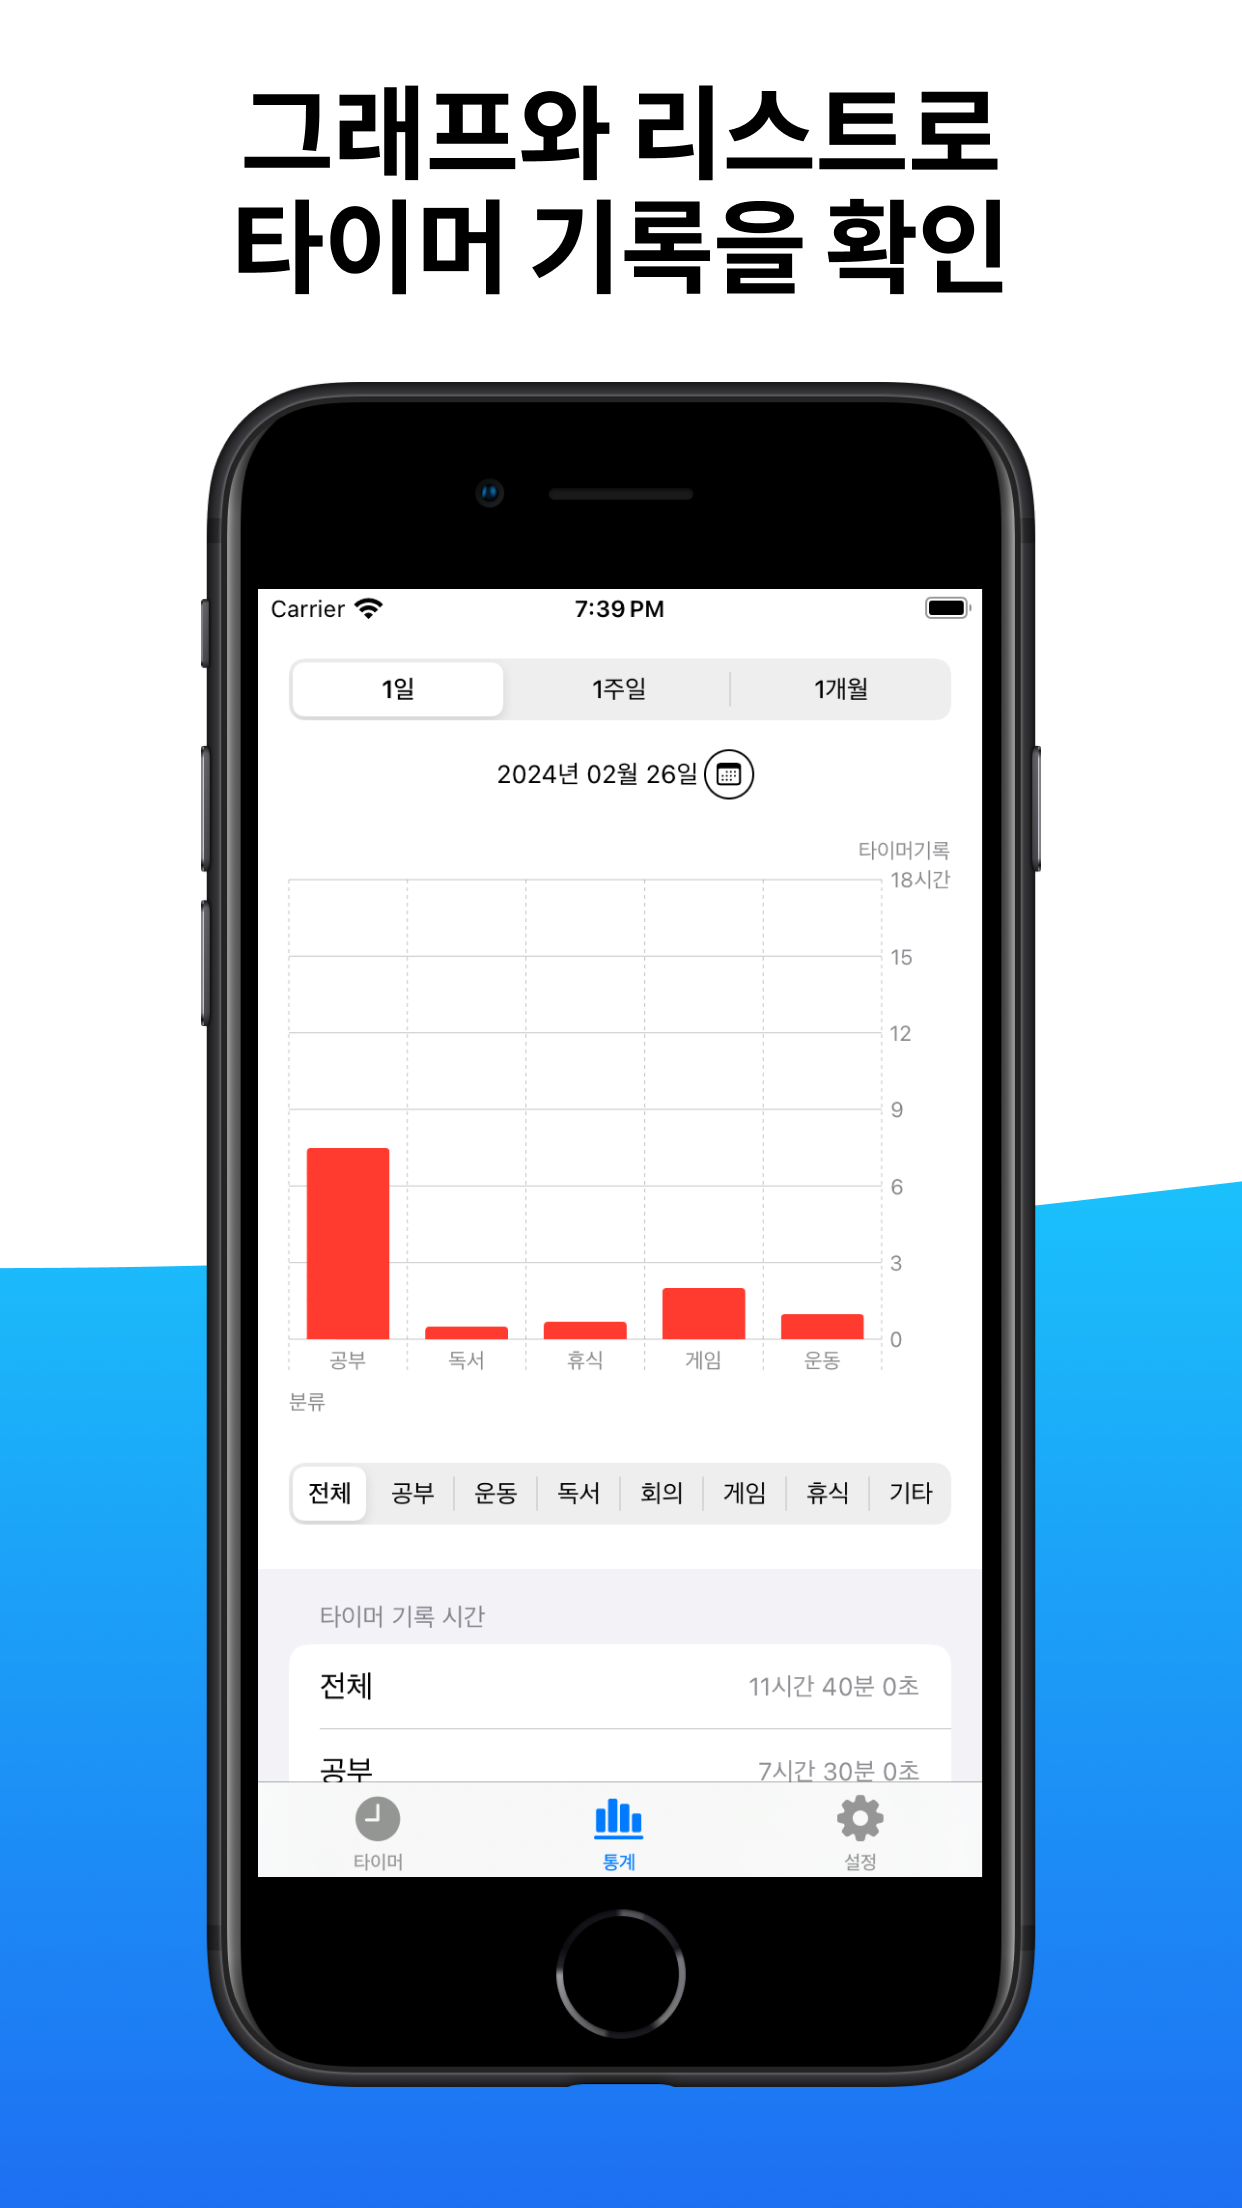 그래프와 리스트로
타이머 기록을 확인
Carrier 7:39 PM
1일 1주일 1개월
2024년 02월 26일
타이머기록
18시간
15
12
9
6
3
0
공부 독서 휴식 게임 운동
분류
전체 공부 운동 독서 회의 게임 휴식 기타
타이머 기록 시간
전체 11시간 40분 0초
공부 7시간 30분 0초
타이머 통계 설정